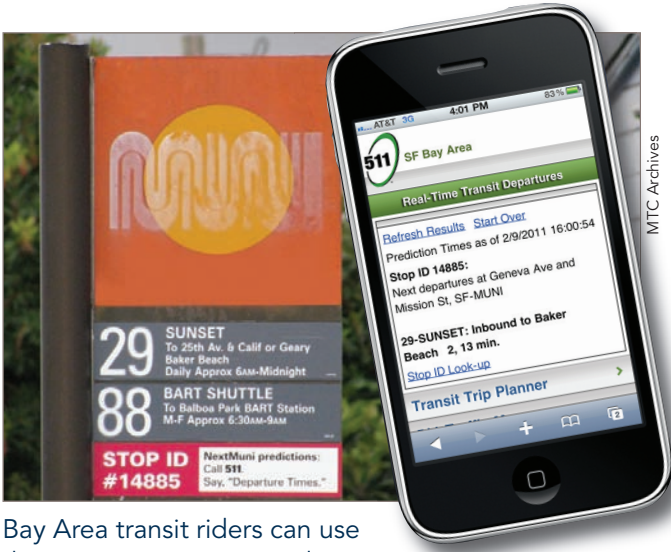 MUNI
29
SUNSET
To 25th Av. & Calif or Geary
Baker Beach
Daily Approx 6AM-Midnight
88
BART SHUTTLE
To Balboa Park BART Station
M-F Approx 6:30AM-9AM
STOP ID
#14885
NextMuni predictions:
Call 511.
Say, "Departure Times."
AT&T 3G 4:01 PM 83%
511 SF Bay Area
Real-Time Transit Departures
Refresh Results Start Over
Prediction Times as of 2/9/2011 16:00:54
Stop ID 14885:
Next departures at Geneva Ave and
Mission St, SF-MUNI
29-SUNSET: Inbound to Baker
Beach 2, 13 min.
Stop ID Look-up
Transit Trip Planner
2
MTC Archives
Bay Area transit riders can use